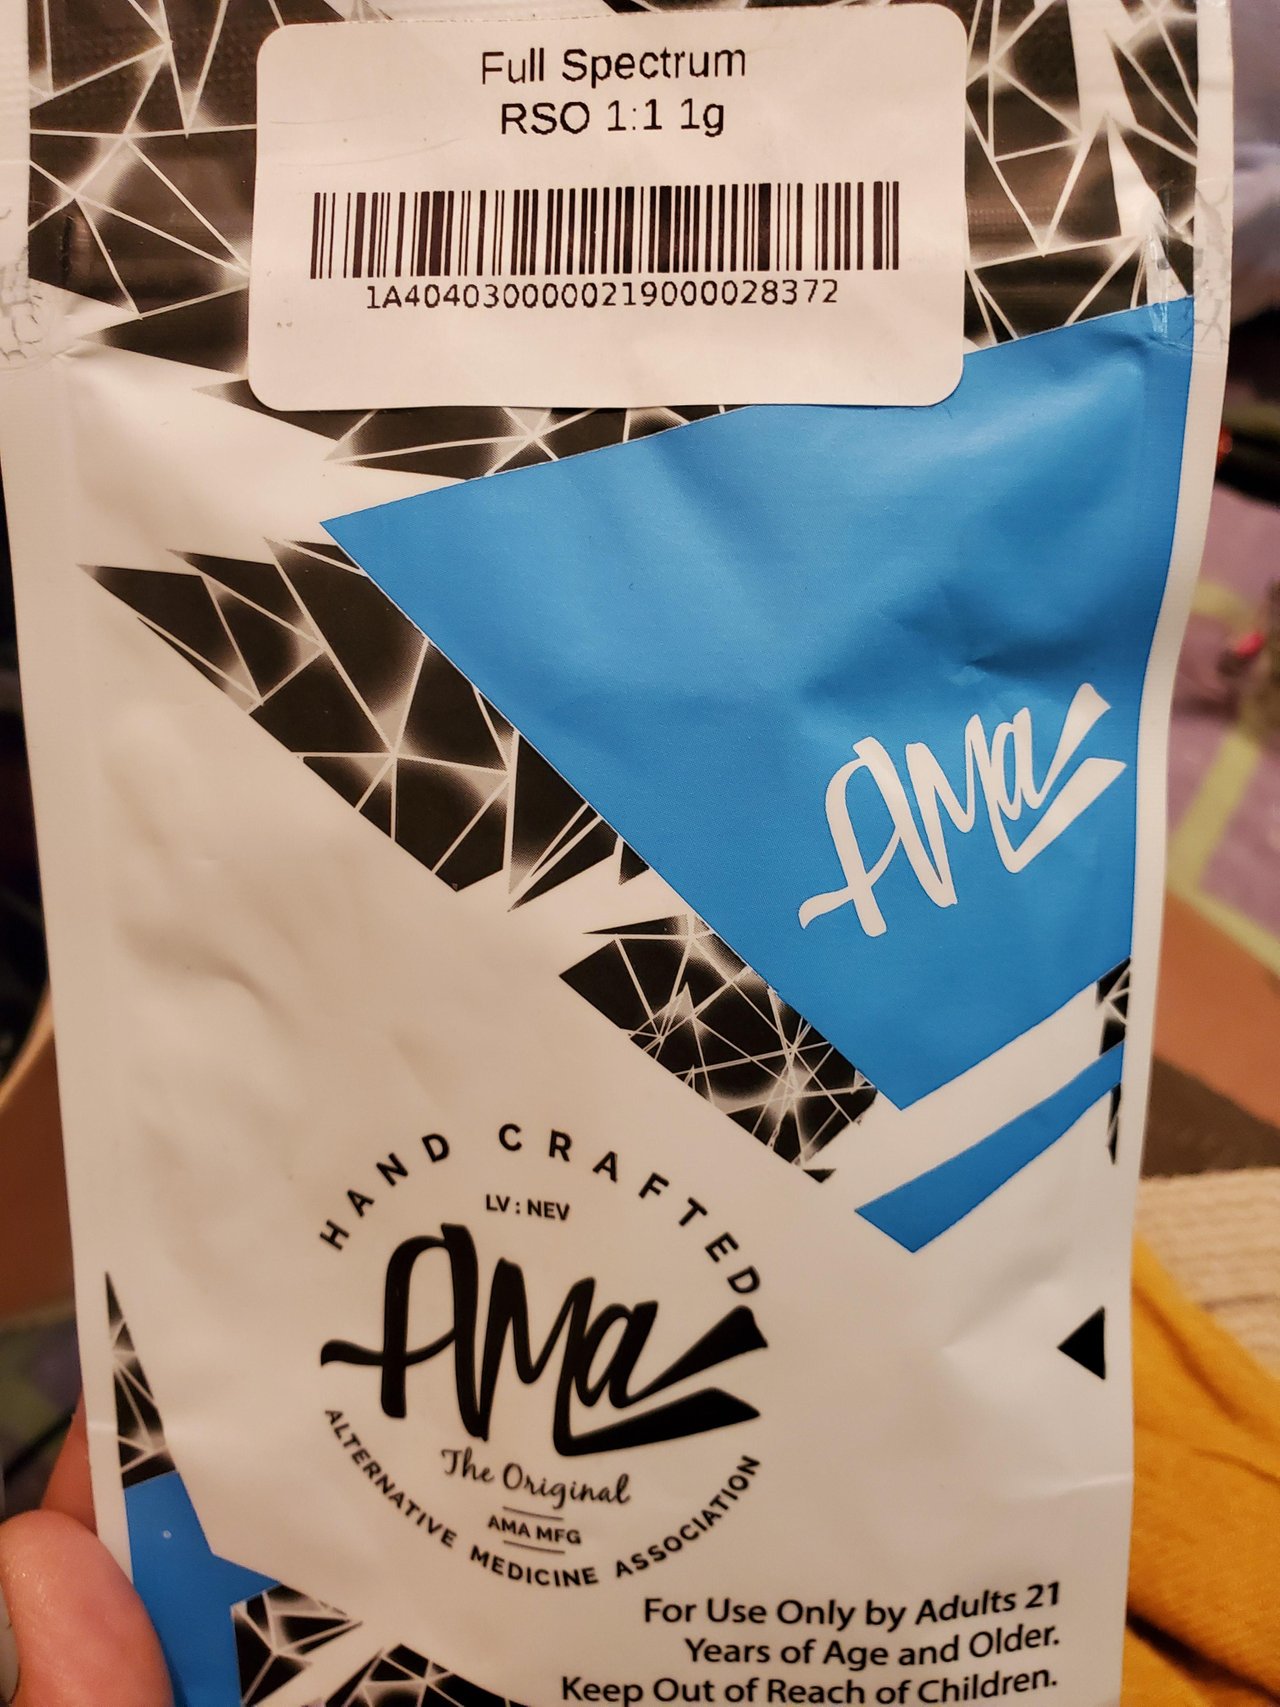 Full Spectrum
RSO 1:1 1g
1A4040300000219000028372
AMa
HAND CRAFTED
LV : NEV
AMa
The Original
AMA MFG
ALTERNATIVE MEDICINE ASSOCIATION
For Use Only by Adults 21
Years of Age and Older.
Keep Out of Reach of Children.